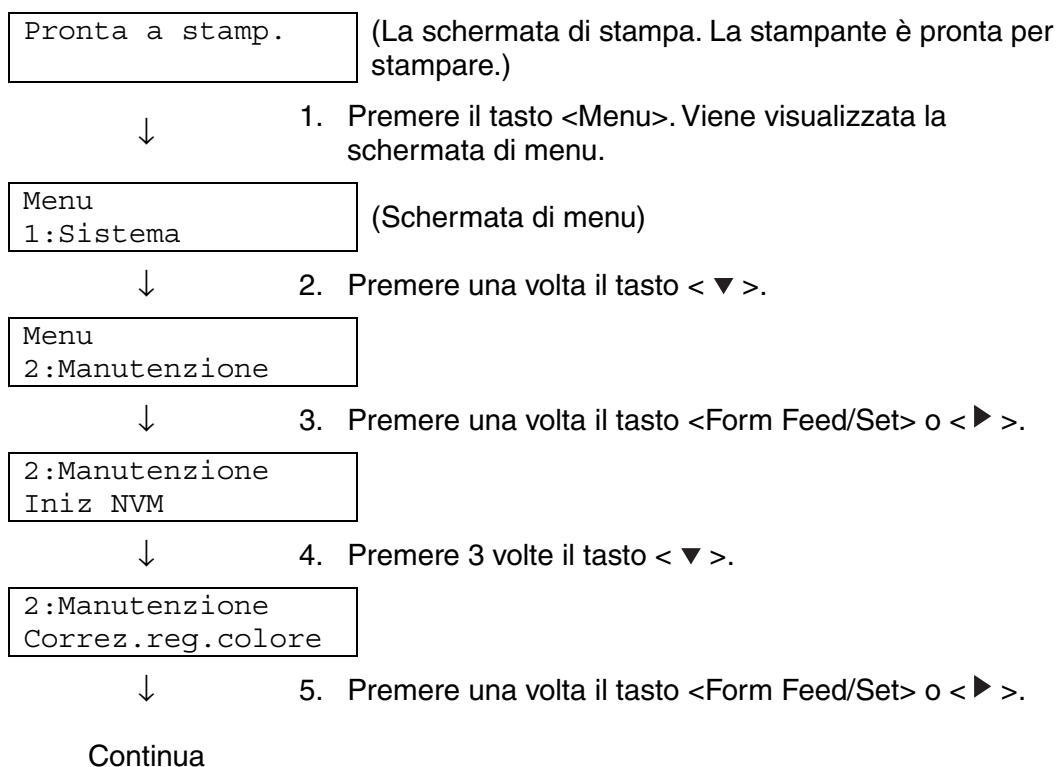 Pronta a stamp.
(La schermata di stampa. La stampante è pronta per
stampare.)
↓
1. Premere il tasto <Menu>. Viene visualizzata la
schermata di menu.
Menu
1:Sistema
(Schermata di menu)
↓
2. Premere una volta il tasto < ▼ >.
Menu
2:Manutenzione
↓
3. Premere una volta il tasto <Form Feed/Set> o < ▶ >.
2:Manutenzione
Iniz NVM
↓
4. Premere 3 volte il tasto < ▼ >.
2:Manutenzione
Correz.reg.colore
↓
5. Premere una volta il tasto <Form Feed/Set> o < ▶ >.
Continua